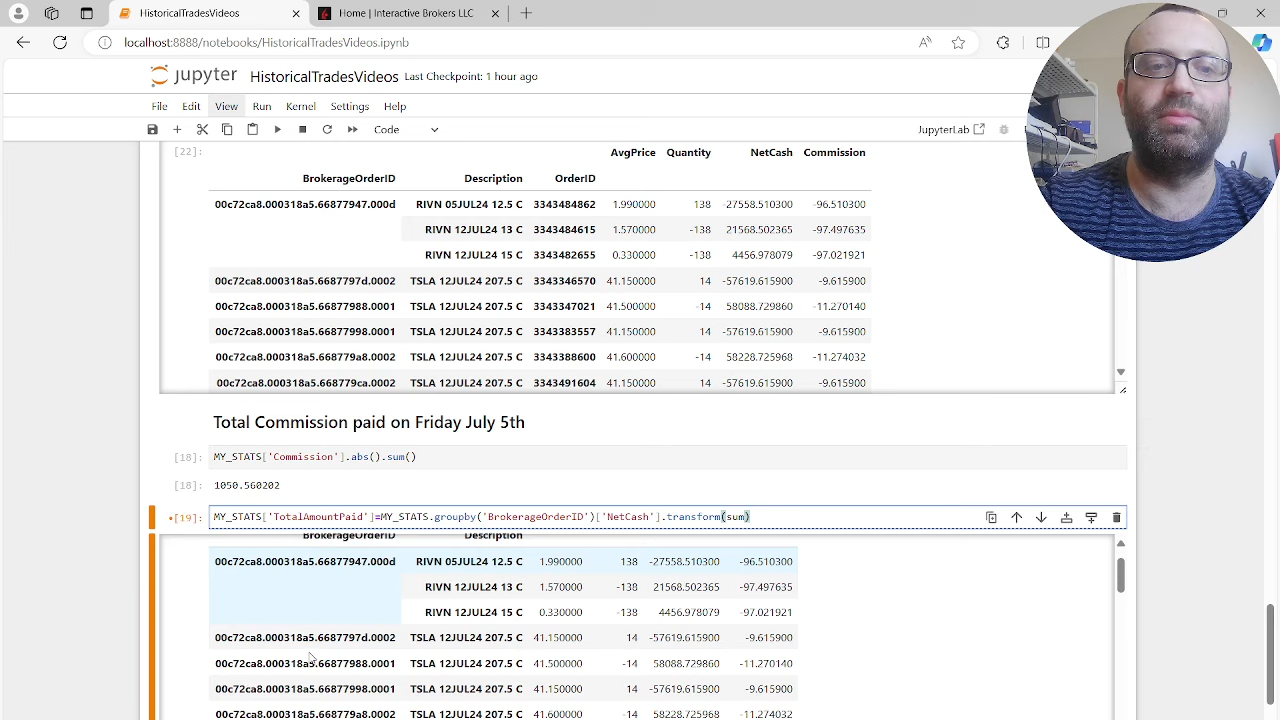 HistoricalTradesVideos
Home | Interactive Brokers LLC
localhost:8888/notebooks/HistoricalTradesVideos.ipynb
jupyter HistoricalTradesVideos Last Checkpoint: 1 hour ago
File Edit View Run Kernel Settings Help
Code JupyterLab
[22]: AvgPrice Quantity NetCash Commission
BrokerageOrderID Description OrderID
00c72ca8.000318a5.66877947.000d RIVN 05JUL24 12.5 C 3343484862 1.990000 138 -27558.510300 -96.510300
RIVN 12JUL24 13 C 3343484615 1.570000 -138 21568.502365 -97.497635
RIVN 12JUL24 15 C 3343482655 0.330000 -138 4456.978079 -97.021921
00c72ca8.000318a5.6687797d.0002 TSLA 12JUL24 207.5 C 3343346570 41.150000 14 -57619.615900 -9.615900
00c72ca8.000318a5.66877988.0001 TSLA 12JUL24 207.5 C 3343347021 41.500000 -14 58088.729860 -11.270140
00c72ca8.000318a5.66877998.0001 TSLA 12JUL24 207.5 C 3343383557 41.150000 14 -57619.615900 -9.615900
00c72ca8.000318a5.668779a8.0002 TSLA 12JUL24 207.5 C 3343388600 41.600000 -14 58228.725968 -11.274032
00c72ca8.000318a5.668779ca.0002 TSLA 12JUL24 207.5 C 3343491604 41.150000 14 -57619.615900 -9.615900
Total Commission paid on Friday July 5th
[18]: MY_STATS['Commission'].abs().sum()
[18]: 1050.560202
[19]: MY_STATS['TotalAmountPaid']=MY_STATS.groupby('BrokerageOrderID')['NetCash'].transform(sum)
BrokerageOrderID Description
00c72ca8.000318a5.66877947.000d RIVN 05JUL24 12.5 C 1.990000 138 -27558.510300 -96.510300
RIVN 12JUL24 13 C 1.570000 -138 21568.502365 -97.497635
RIVN 12JUL24 15 C 0.330000 -138 4456.978079 -97.021921
00c72ca8.000318a5.6687797d.0002 TSLA 12JUL24 207.5 C 41.150000 14 -57619.615900 -9.615900
00c72ca8.000318a5.66877988.0001 TSLA 12JUL24 207.5 C 41.500000 -14 58088.729860 -11.270140
00c72ca8.000318a5.66877998.0001 TSLA 12JUL24 207.5 C 41.150000 14 -57619.615900 -9.615900
00c72ca8.000318a5.668779a8.0002 TSLA 12JUL24 207.5 C 41.600000 -14 58228.725968 -11.274032